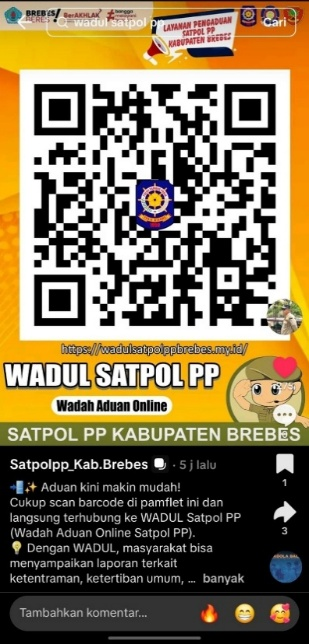 BREBES BERES!
BerAKHLAK
bangga
LAYANAN PENGADUAN
SATPOL PP
KABUPATEN BREBES
wadul satpol pp
Cari
https://wadulsatpolppbrebes.my.id/
WADUL SATPOL PP
Wadah Aduan Online
SATPOL PP KABUPATEN BREBES
Satpolpp_Kab.Brebes · 5 j lalu
📲✨ Aduan kini makin mudah!
Cukup scan barcode di pamflet ini dan
langsung terhubung ke WADUL Satpol PP
(Wadah Aduan Online Satpol PP).
💡 Dengan WADUL, masyarakat bisa
menyampaikan laporan terkait
ketentraman, ketertiban umum, ... banyak
1
3
Tambahkan komentar...